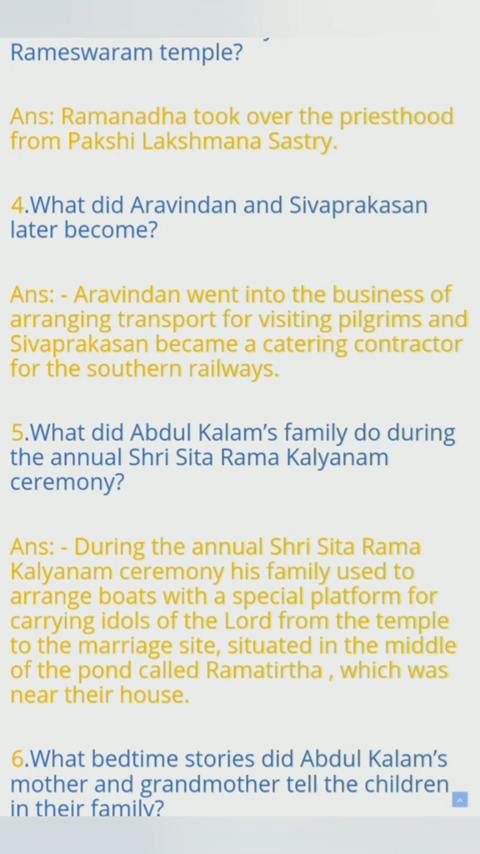 Rameswaram temple?
Ans: Ramanadha took over the priesthood
from Pakshi Lakshmana Sastry.
4.What did Aravindan and Sivaprakasan
later become?
Ans: - Aravindan went into the business of
arranging transport for visiting pilgrims and
Sivaprakasan became a catering contractor
for the southern railways.
5.What did Abdul Kalam’s family do during
the annual Shri Sita Rama Kalyanam
ceremony?
Ans: - During the annual Shri Sita Rama
Kalyanam ceremony his family used to
arrange boats with a special platform for
carrying idols of the Lord from the temple
to the marriage site, situated in the middle
of the pond called Ramatirtha , which was
near their house.
6.What bedtime stories did Abdul Kalam’s
mother and grandmother tell the children
in their family?